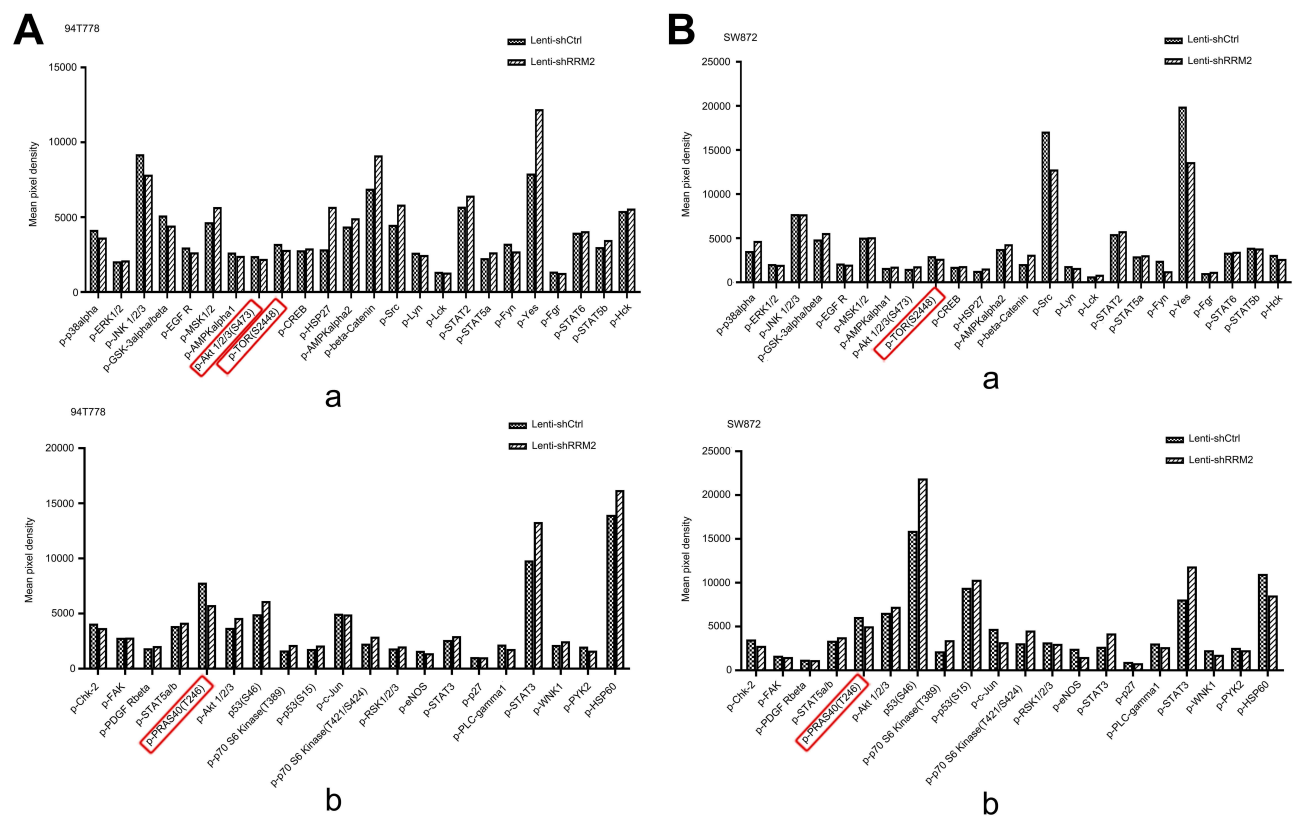 A
94T778
Lenti-shCtrl
Lenti-shRRM2
Mean pixel density
15000
10000
5000
0
p-p38alpha
p-ERK1/2
p-JNK 1/2/3
p-GSK-3alpha/beta
p-EGF R
p-MSK1/2
p-AMPKalpha1
p-Akt 1/2/3(S473)
p-TOR(S2448)
p-CREB
p-HSP27
p-AMPKalpha2
p-beta-Catenin
p-Src
p-Lyn
p-Lck
p-STAT2
p-STAT5a
p-Fyn
p-Yes
p-Fgr
p-STAT6
p-STAT5b
p-Hck
a
B
SW872
Lenti-shCtrl
Lenti-shRRM2
Mean pixel density
25000
20000
15000
10000
5000
0
p-p38alpha
p-ERK1/2
p-JNK 1/2/3
p-GSK-3alpha/beta
p-EGF R
p-MSK1/2
p-AMPKalpha1
p-Akt 1/2/3(S473)
p-TOR(S2448)
p-CREB
p-HSP27
p-AMPKalpha2
p-beta-Catenin
p-Src
p-Lyn
p-Lck
p-STAT2
p-STAT5a
p-Fyn
p-Yes
p-Fgr
p-STAT6
p-STAT5b
p-Hck
a
94T778
Lenti-shCtrl
Lenti-shRRM2
Mean pixel density
20000
15000
10000
5000
0
p-Chk-2
p-FAK
p-PDGF Rbeta
p-STAT5a/b
p-PRAS40(T246)
p-Akt 1/2/3
p53(S46)
p-p70 S6 Kinase(T389)
p-p53(S15)
p-c-Jun
p-p70 S6 Kinase(T421/S424)
p-RSK1/2/3
p-eNOS
p-STAT3
p-p27
p-PLC-gamma1
p-STAT3
p-WNK1
p-PYK2
p-HSP60
b
SW872
Lenti-shCtrl
Lenti-shRRM2
Mean pixel density
25000
20000
15000
10000
5000
0
p-Chk-2
p-FAK
p-PDGF Rbeta
p-STAT5a/b
p-PRAS40(T246)
p-Akt 1/2/3
p53(S46)
p-p70 S6 Kinase(T389)
p-p53(S15)
p-c-Jun
p-p70 S6 Kinase(T421/S424)
p-RSK1/2/3
p-eNOS
p-STAT3
p-p27
p-PLC-gamma1
p-STAT3
p-WNK1
p-PYK2
p-HSP60
b